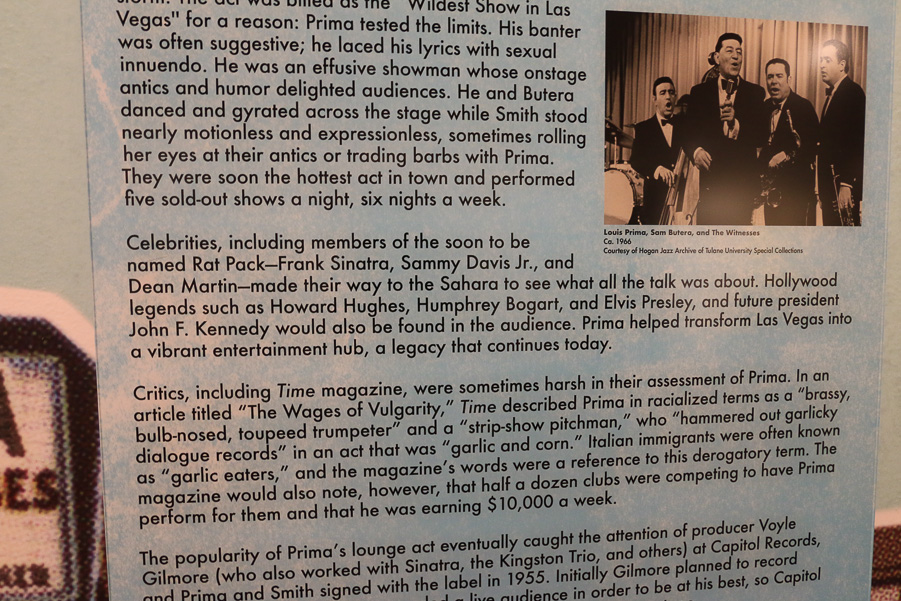 storm. The act was billed as the "Wildest Show in Las
Vegas" for a reason: Prima tested the limits. His banter
was often suggestive; he laced his lyrics with sexual
innuendo. He was an effusive showman whose onstage
antics and humor delighted audiences. He and Butera
danced and gyrated across the stage while Smith stood
nearly motionless and expressionless, sometimes rolling
her eyes at their antics or trading barbs with Prima.
They were soon the hottest act in town and performed
five sold-out shows a night, six nights a week.
Louis Prima, Sam Butera, and The Witnesses
Ca. 1966
Courtesy of Hogan Jazz Archive of Tulane University Special Collections
Celebrities, including members of the soon to be
named Rat Pack—Frank Sinatra, Sammy Davis Jr., and
Dean Martin—made their way to the Sahara to see what all the talk was about. Hollywood
legends such as Howard Hughes, Humphrey Bogart, and Elvis Presley, and future president
John F. Kennedy would also be found in the audience. Prima helped transform Las Vegas into
a vibrant entertainment hub, a legacy that continues today.
Critics, including Time magazine, were sometimes harsh in their assessment of Prima. In an
article titled “The Wages of Vulgarity,” Time described Prima in racialized terms as a “brassy,
bulb-nosed, toupeed trumpeter” and a “strip-show pitchman,” who “hammered out garlicky
dialogue records” in an act that was “garlic and corn.” Italian immigrants were often known
as “garlic eaters,” and the magazine’s words were a reference to this derogatory term. The
magazine would also note, however, that half a dozen clubs were competing to have Prima
perform for them and that he was earning $10,000 a week.
The popularity of Prima’s lounge act eventually caught the attention of producer Voyle
Gilmore (who also worked with Sinatra, the Kingston Trio, and others) at Capitol Records,
and Prima and Smith signed with the label in 1955. Initially Gilmore planned to record
a live audience in order to be at his best, so Capitol